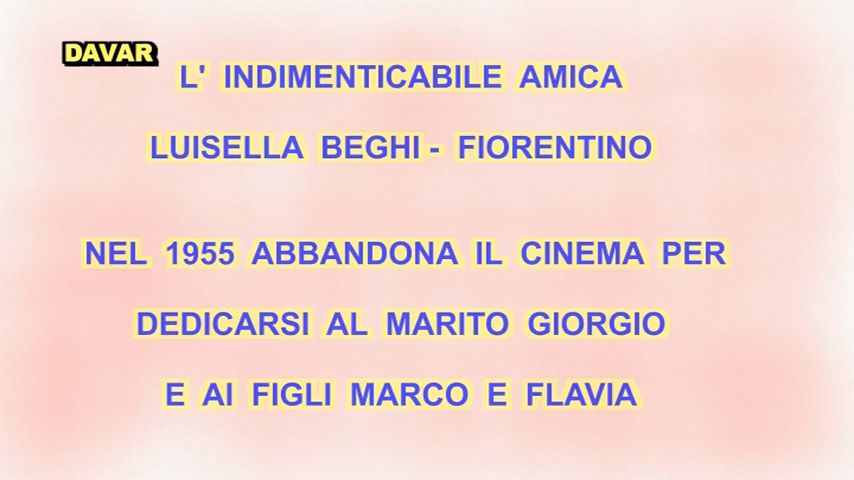 DAVAR
L' INDIMENTICABILE AMICA
LUISELLA BEGHI - FIORENTINO
NEL 1955 ABBANDONA IL CINEMA PER
DEDICARSI AL MARITO GIORGIO
E AI FIGLI MARCO E FLAVIA